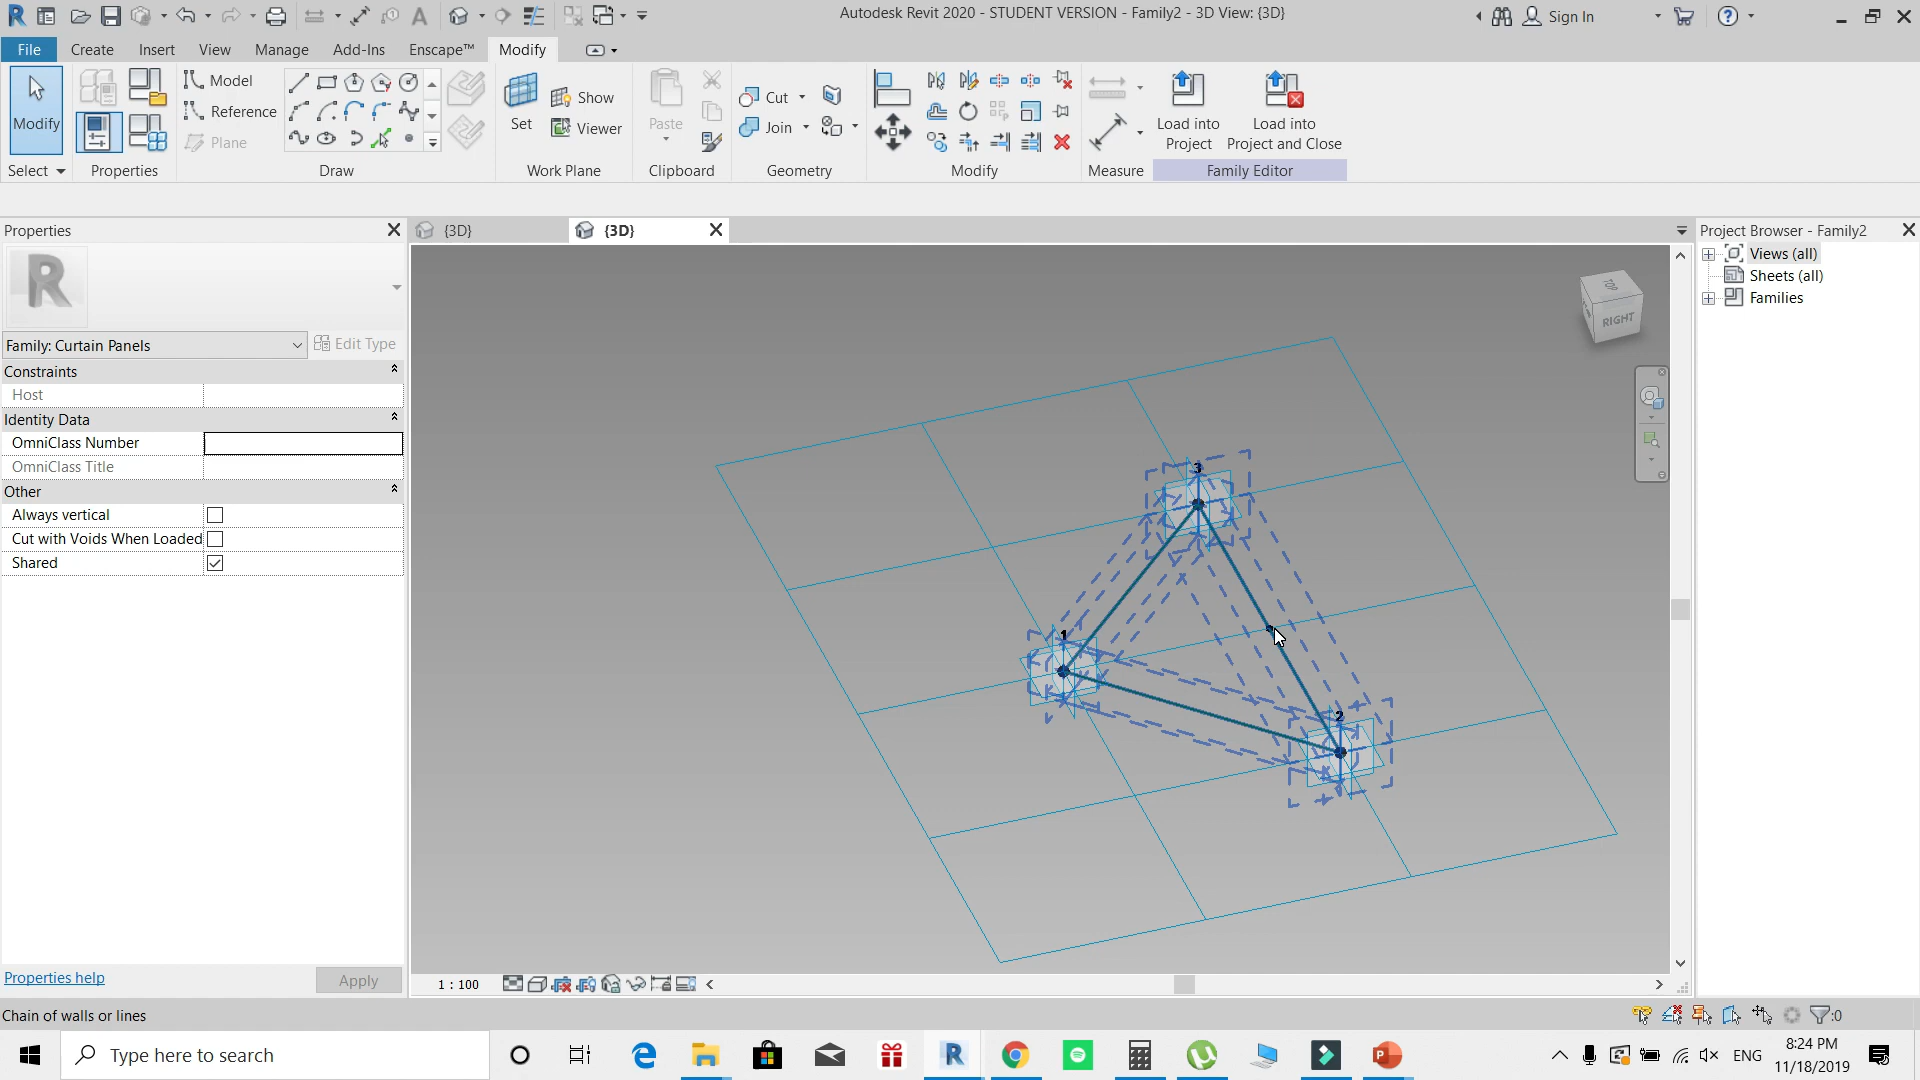 Autodesk Revit 2020 - STUDENT VERSION - Family2 - 3D View: {3D}
Sign In
File Create Insert View Manage Add-Ins Enscape™ Modify
Modify
Model
Reference
Plane
Set
Show
Viewer
Paste
Cut
Join
Load into Project
Load into Project and Close
Select Properties Draw Work Plane Clipboard Geometry Modify Measure Family Editor
Properties
{3D}
{3D}
Project Browser - Family2
R
Views (all)
Sheets (all)
Families
Family: Curtain Panels
Edit Type
Constraints
Host
Identity Data
OmniClass Number
OmniClass Title
Other
Always vertical
Cut with Voids When Loaded
Shared
TOP
RIGHT
3
1
2
Properties help
Apply
1 : 100
Chain of walls or lines
:0
Type here to search
ENG
8:24 PM
11/18/2019